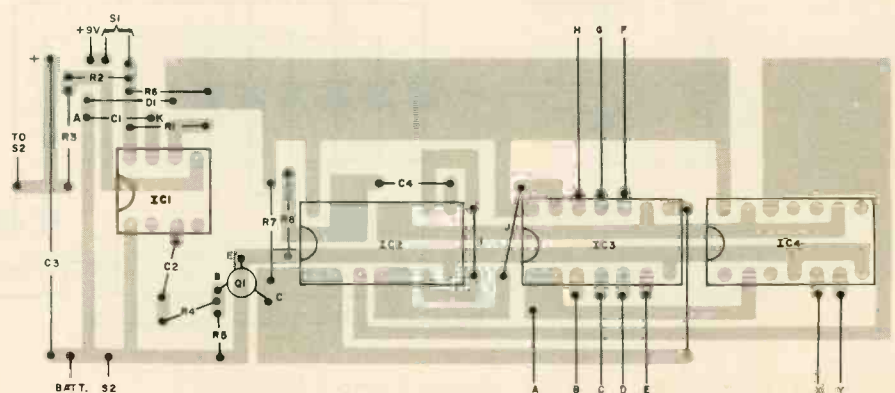 S1
+9V
H G F
+
R2
R6
D1
A C1 K
R1
TO
S2
R3
IC1
C4
R7
R8
IC2
J
J
IC3
IC4
C3
C2
E
B
Q1
C
R4
R5
A B C D E
X Y
BATT. S2